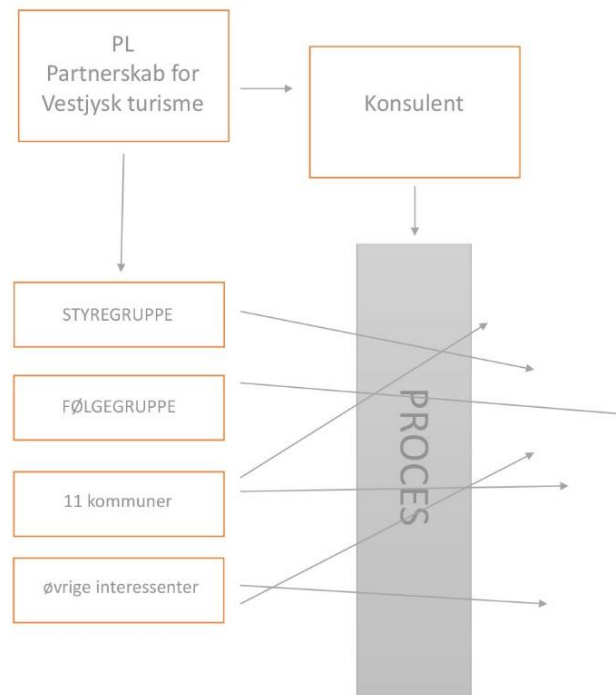 PL
Partnerskab for
Vestjysk turisme
Konsulent
STYREGRUPPE
FØLGEGRUPPE
11 kommuner
øvrige interessenter
PROCES